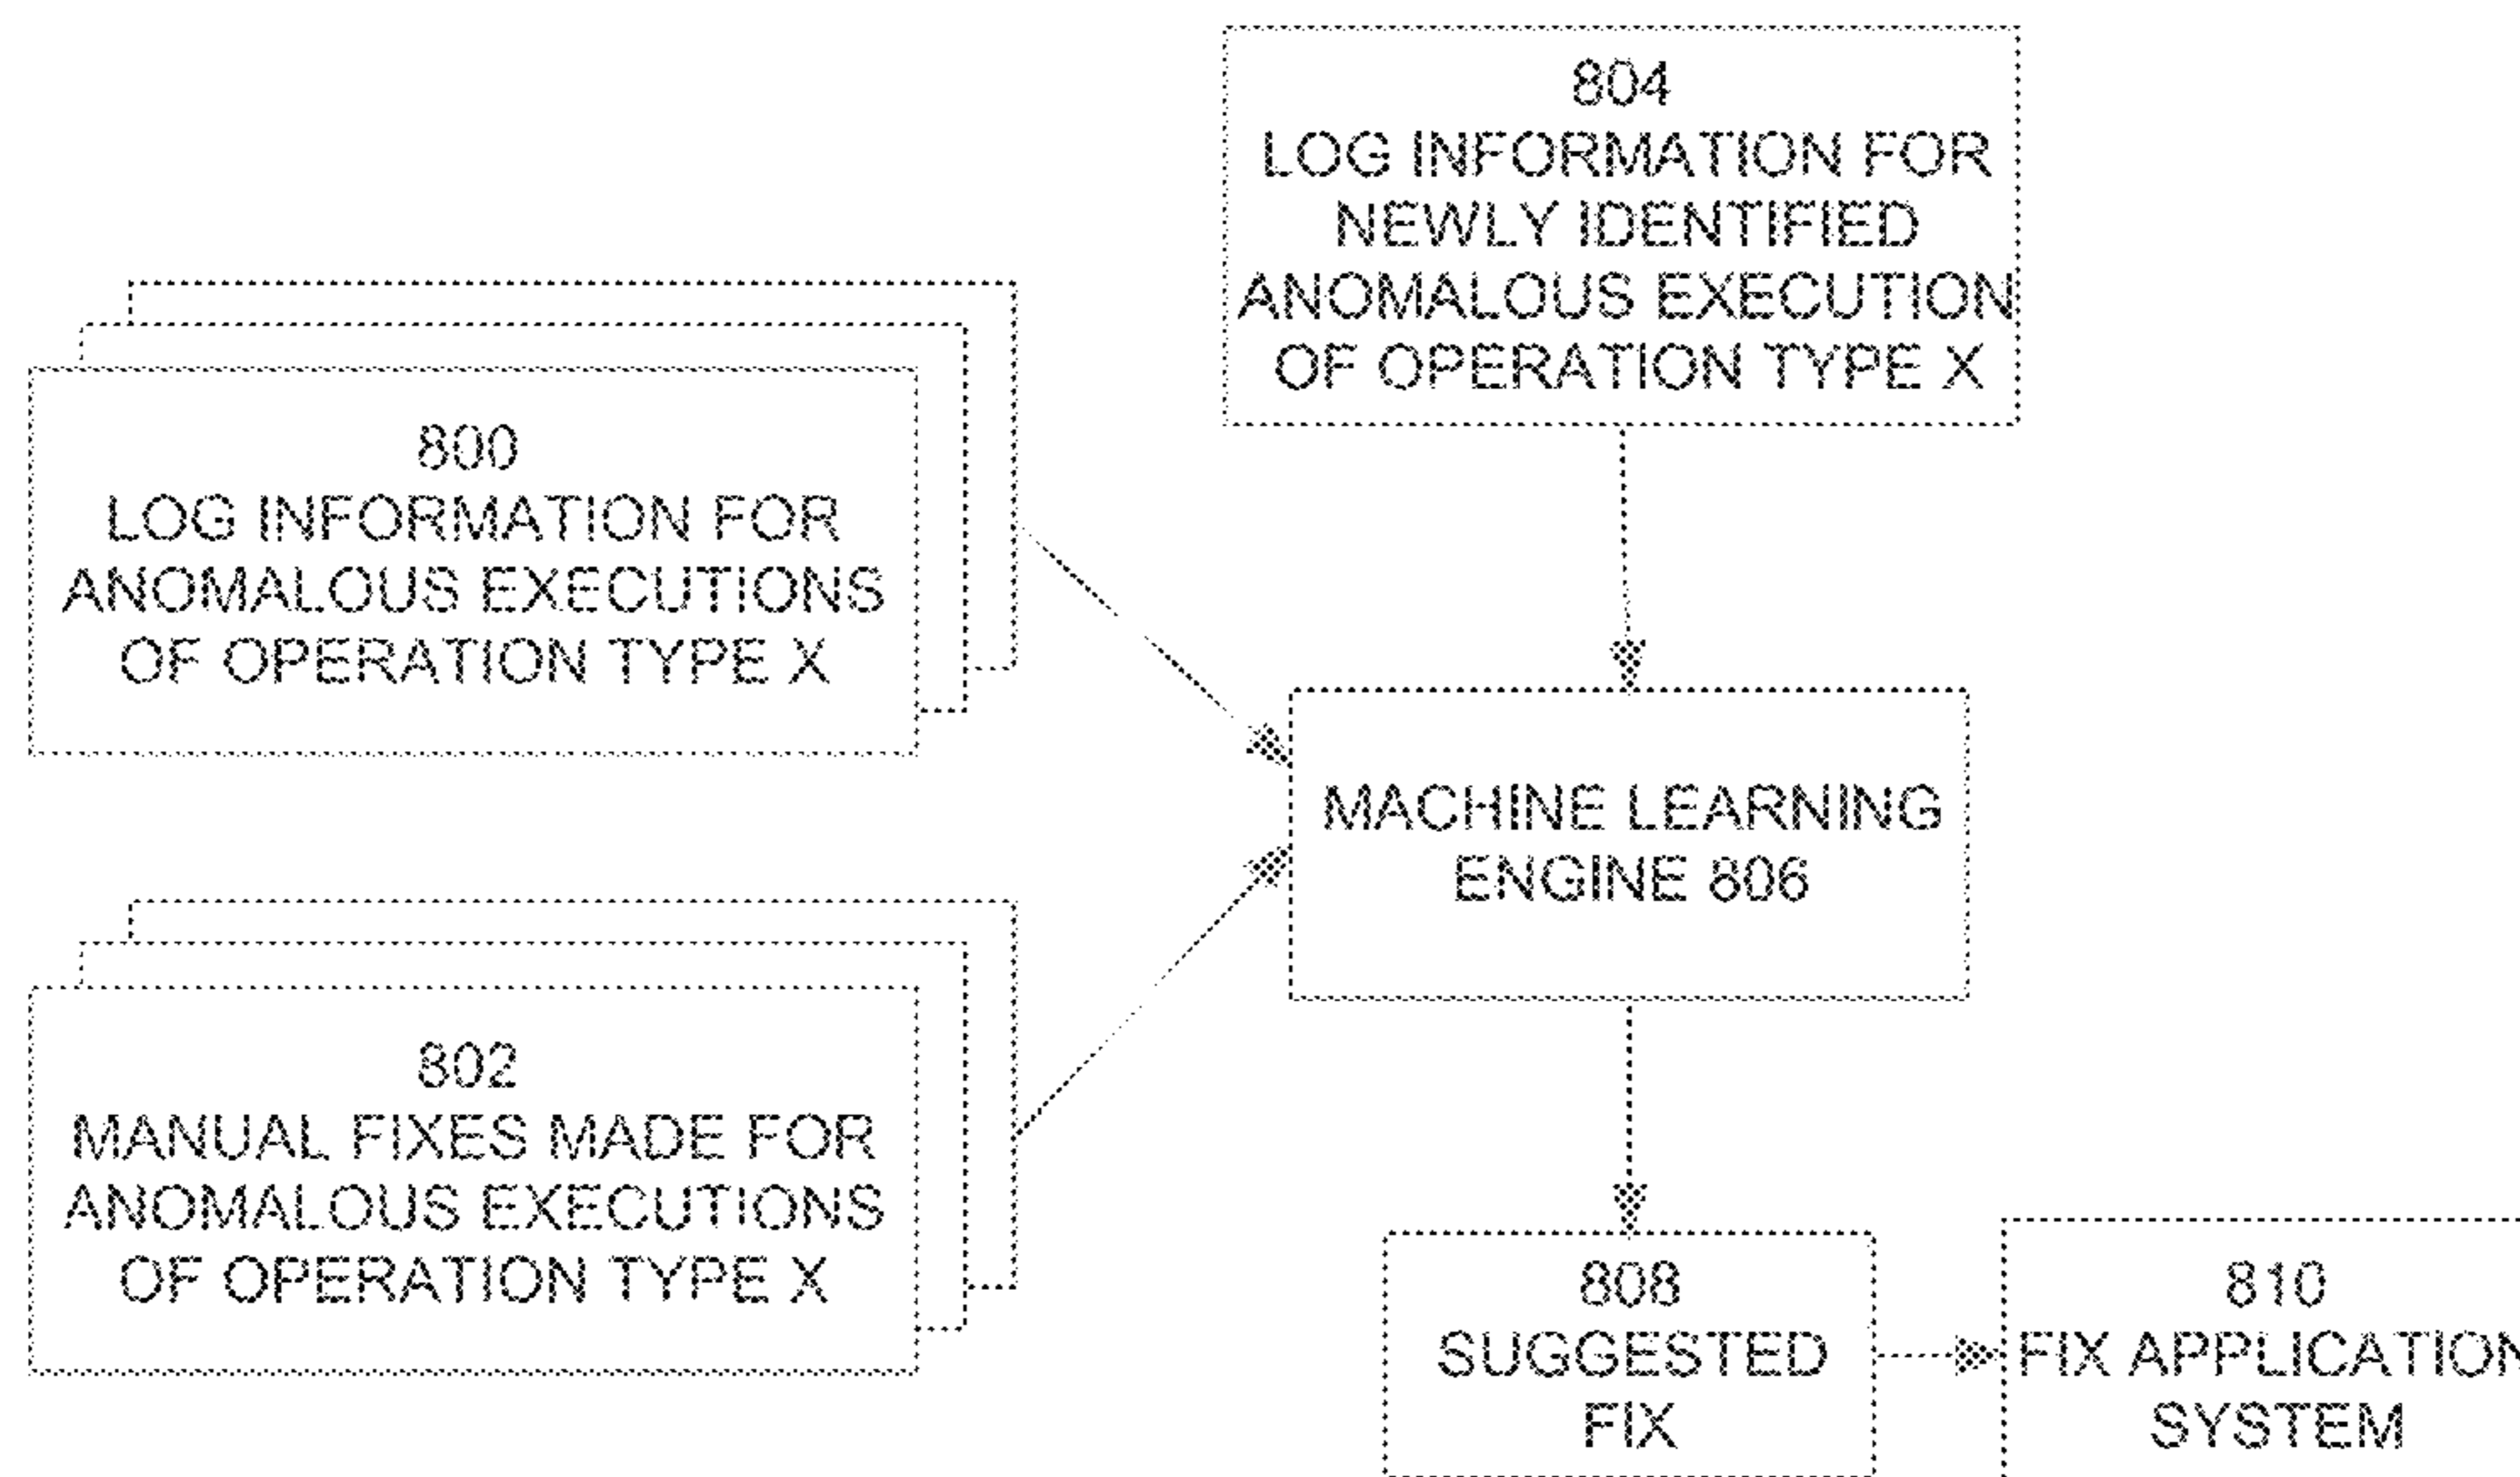 804
LOG INFORMATION FOR
NEWLY IDENTIFIED
ANOMALOUS EXECUTION
OF OPERATION TYPE X
800
LOG INFORMATION FOR
ANOMALOUS EXECUTIONS
OF OPERATION TYPE X
MACHINE LEARNING
ENGINE 806
802
MANUAL FIXES MADE FOR
ANOMALOUS EXECUTIONS
OF OPERATION TYPE X
808
SUGGESTED
FIX
810
FIX APPLICATION
SYSTEM